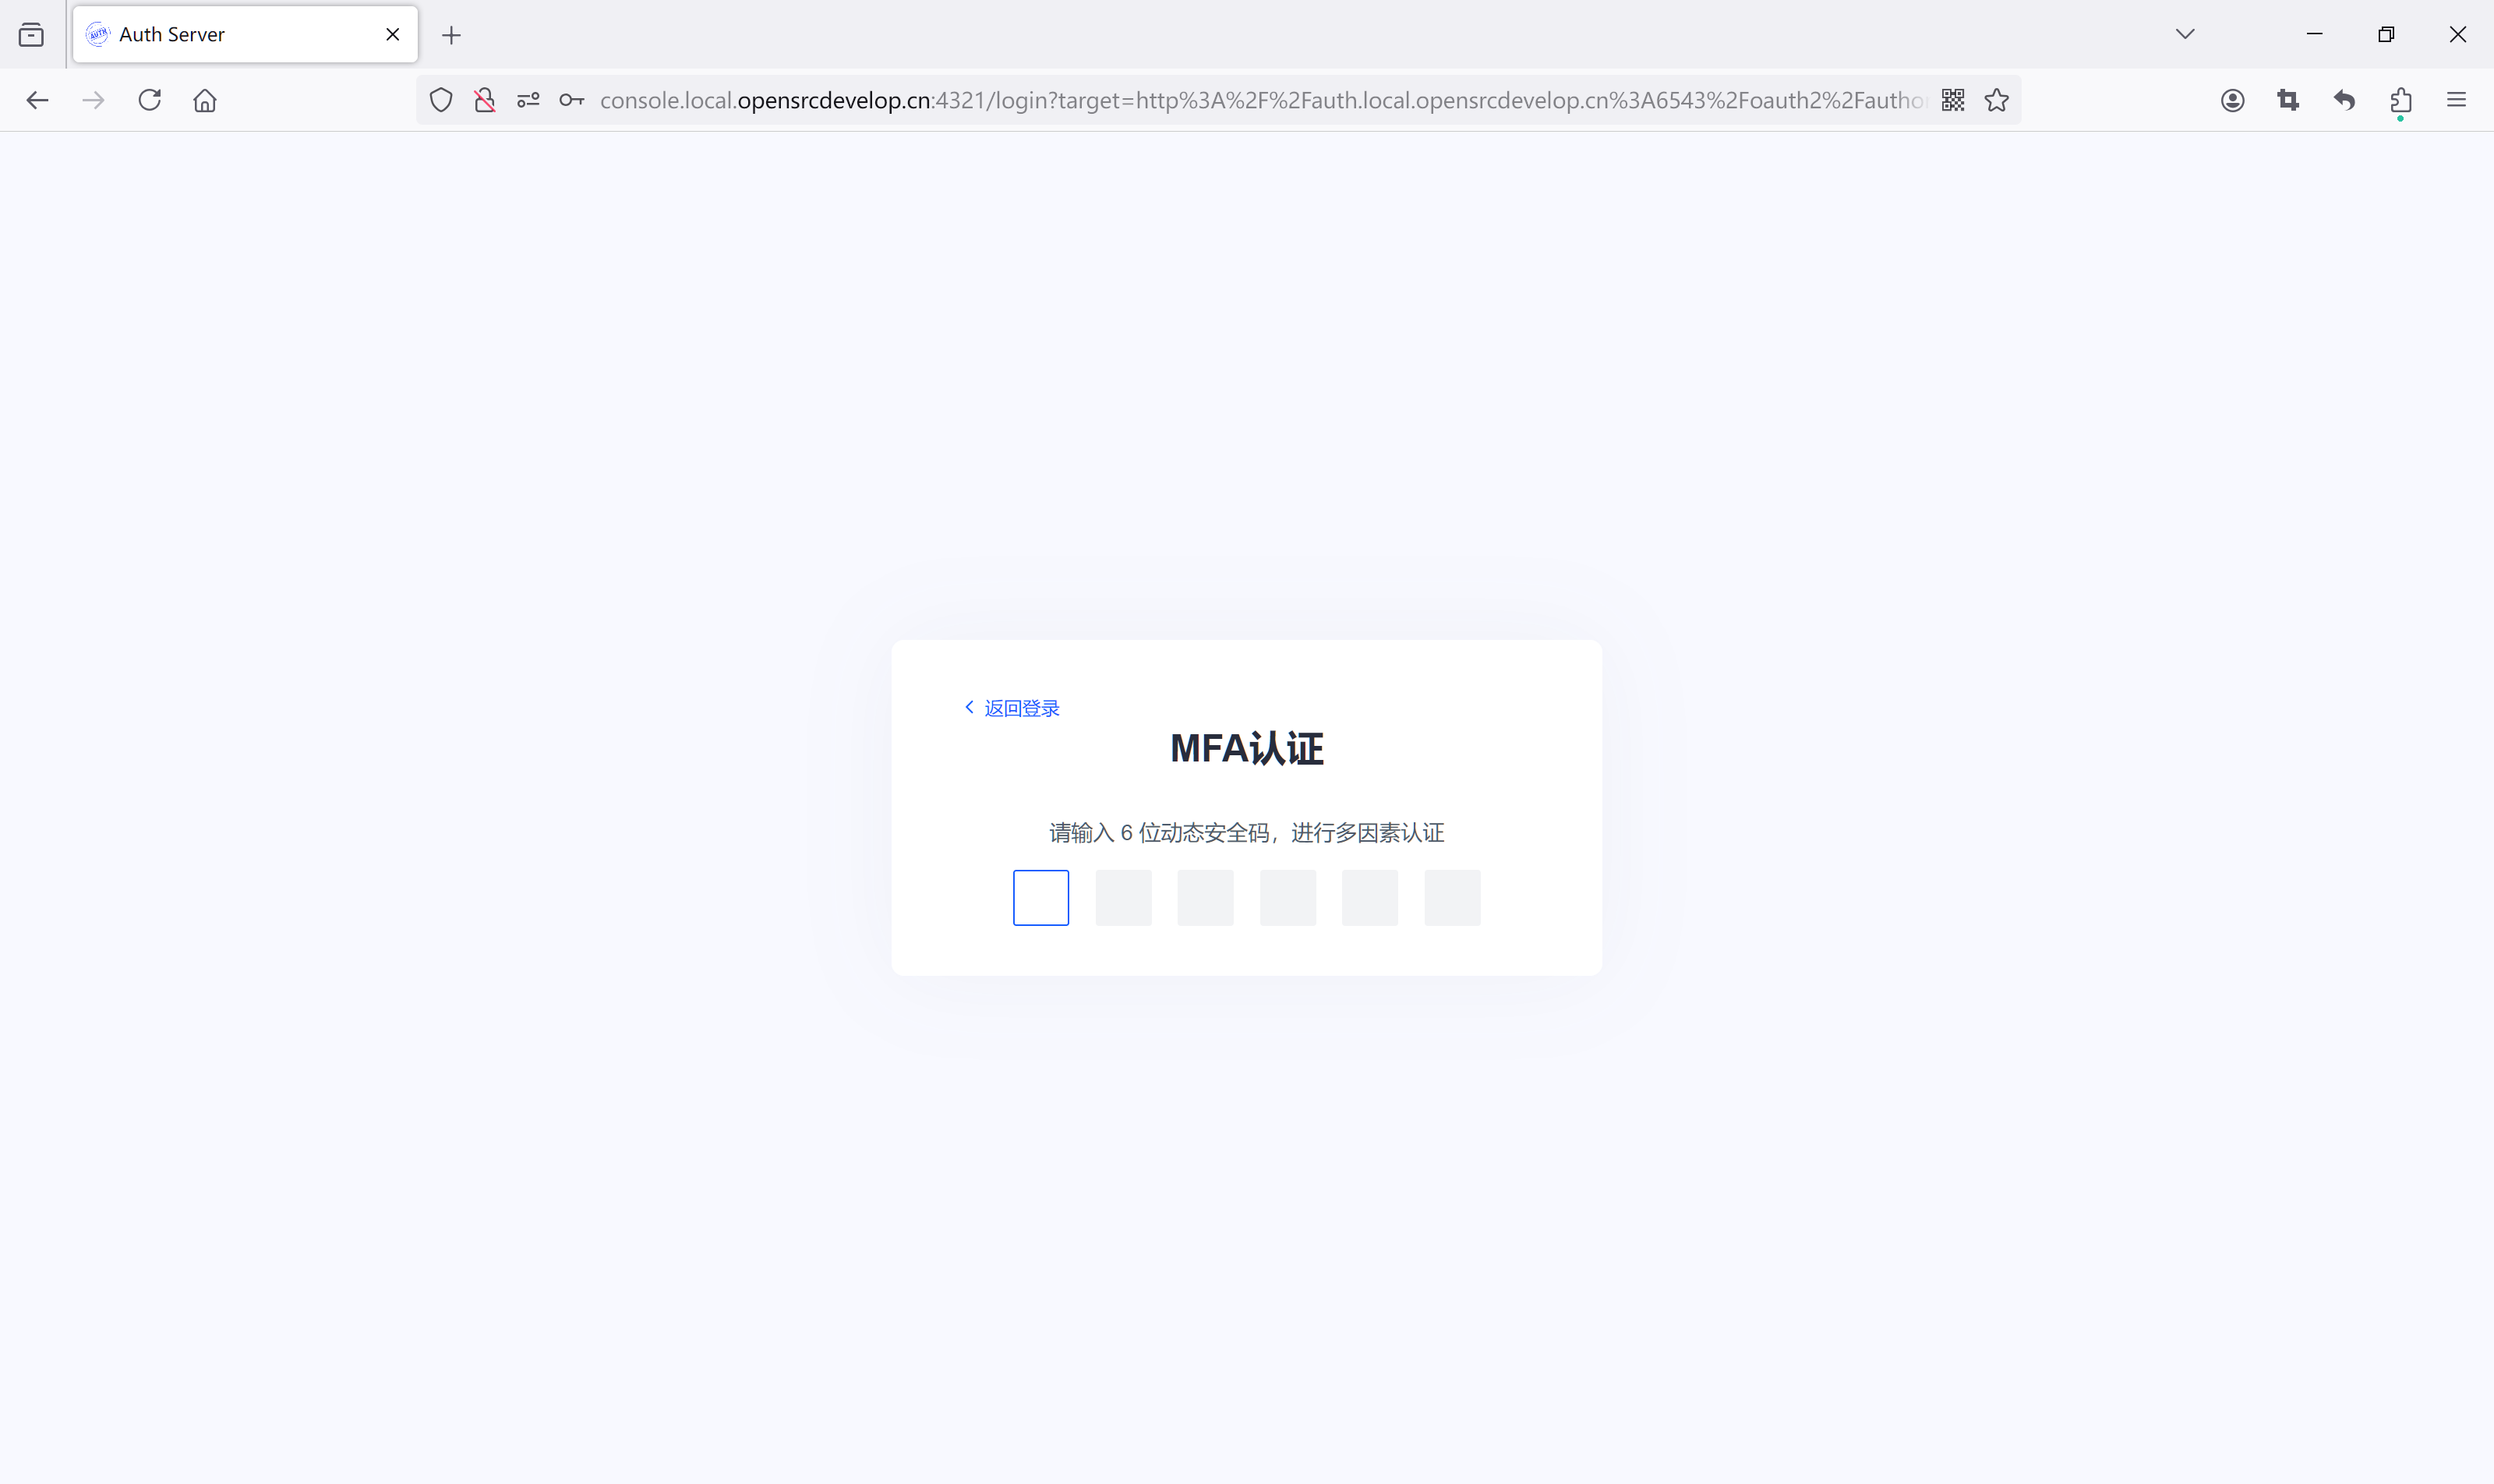 Auth Server
console.local.opensrcdevelop.cn:4321/login?target=http%3A%2F%2Fauth.local.opensrcdevelop.cn%3A6543%2Foauth2%2Fautho
返回登录
MFA认证
请输入 6 位动态安全码，进行多因素认证